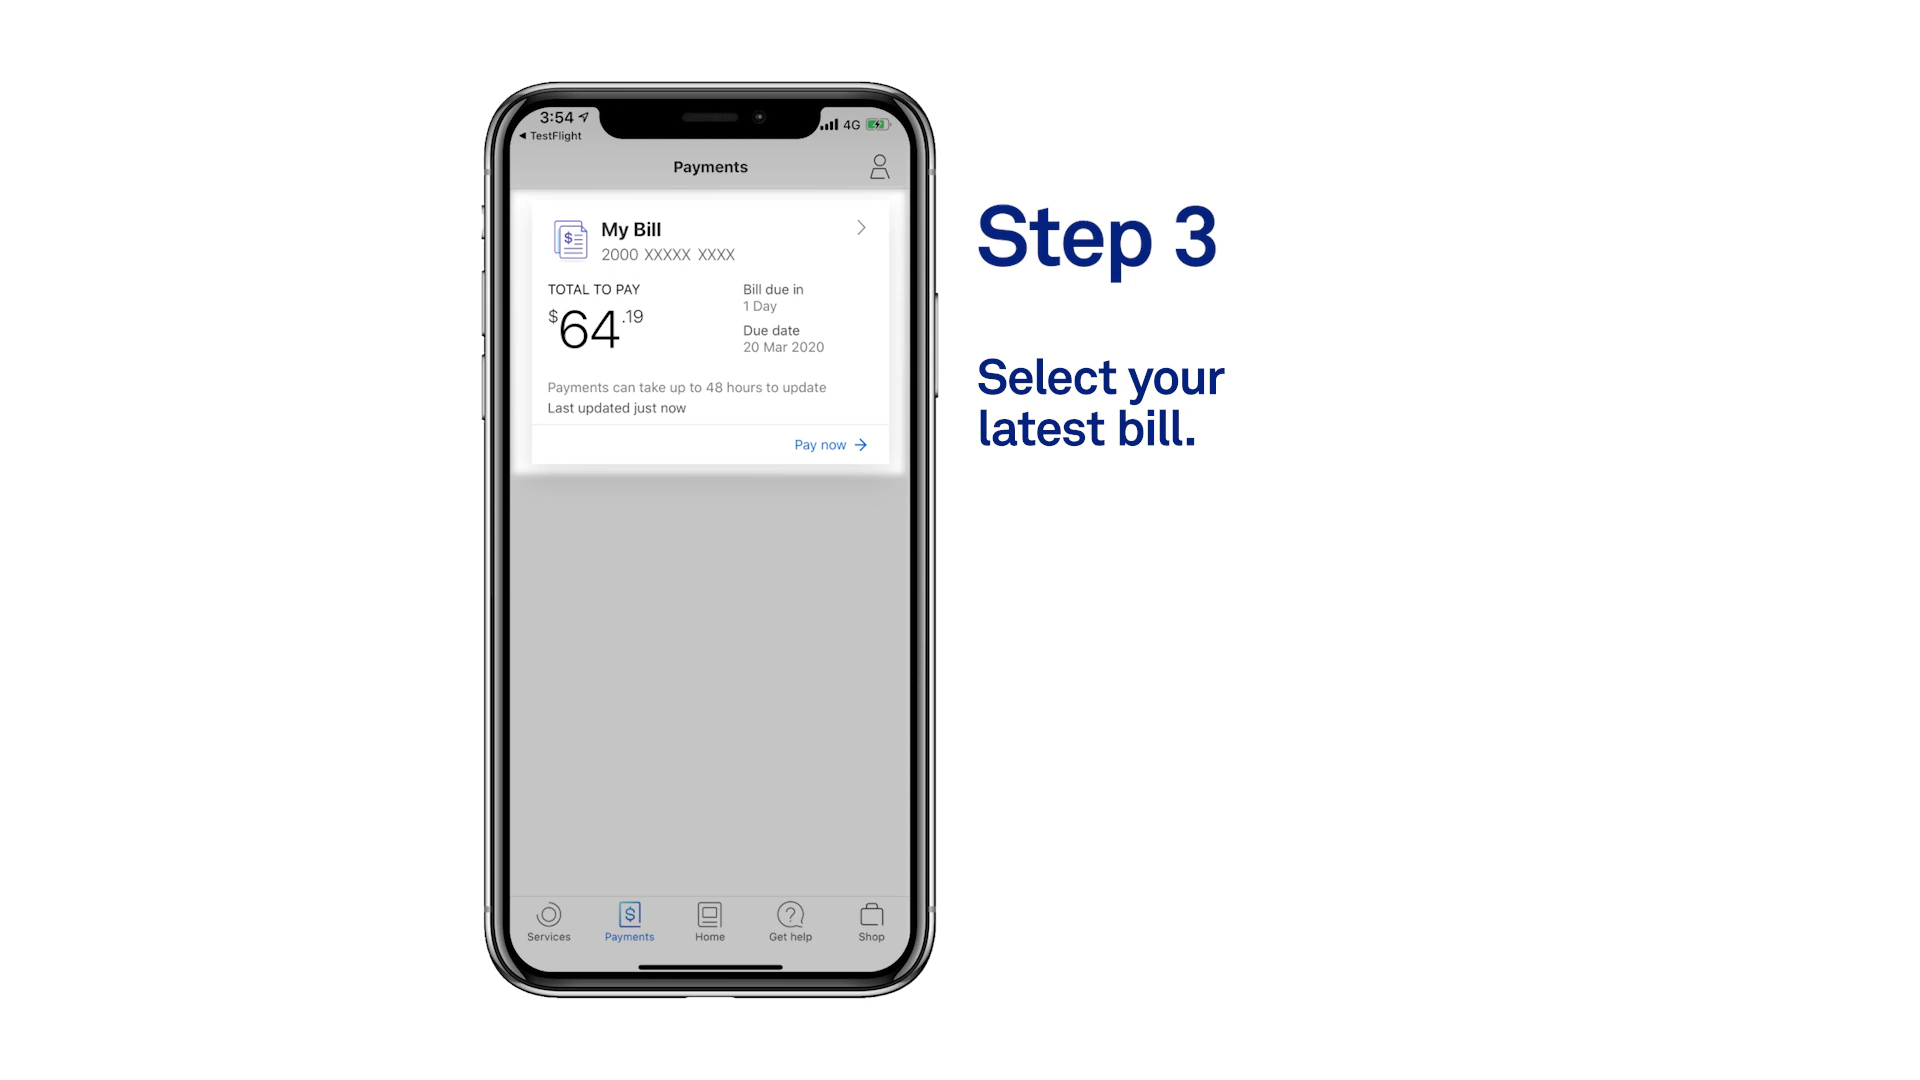 3:54
◀ TestFlight
4G
Payments
My Bill
2000 XXXXX XXXX
TOTAL TO PAY
$64.19
Bill due in
1 Day
Due date
20 Mar 2020
Payments can take up to 48 hours to update
Last updated just now
Pay now →
Services
Payments
Home
Get help
Shop
Step 3
Select your
latest bill.